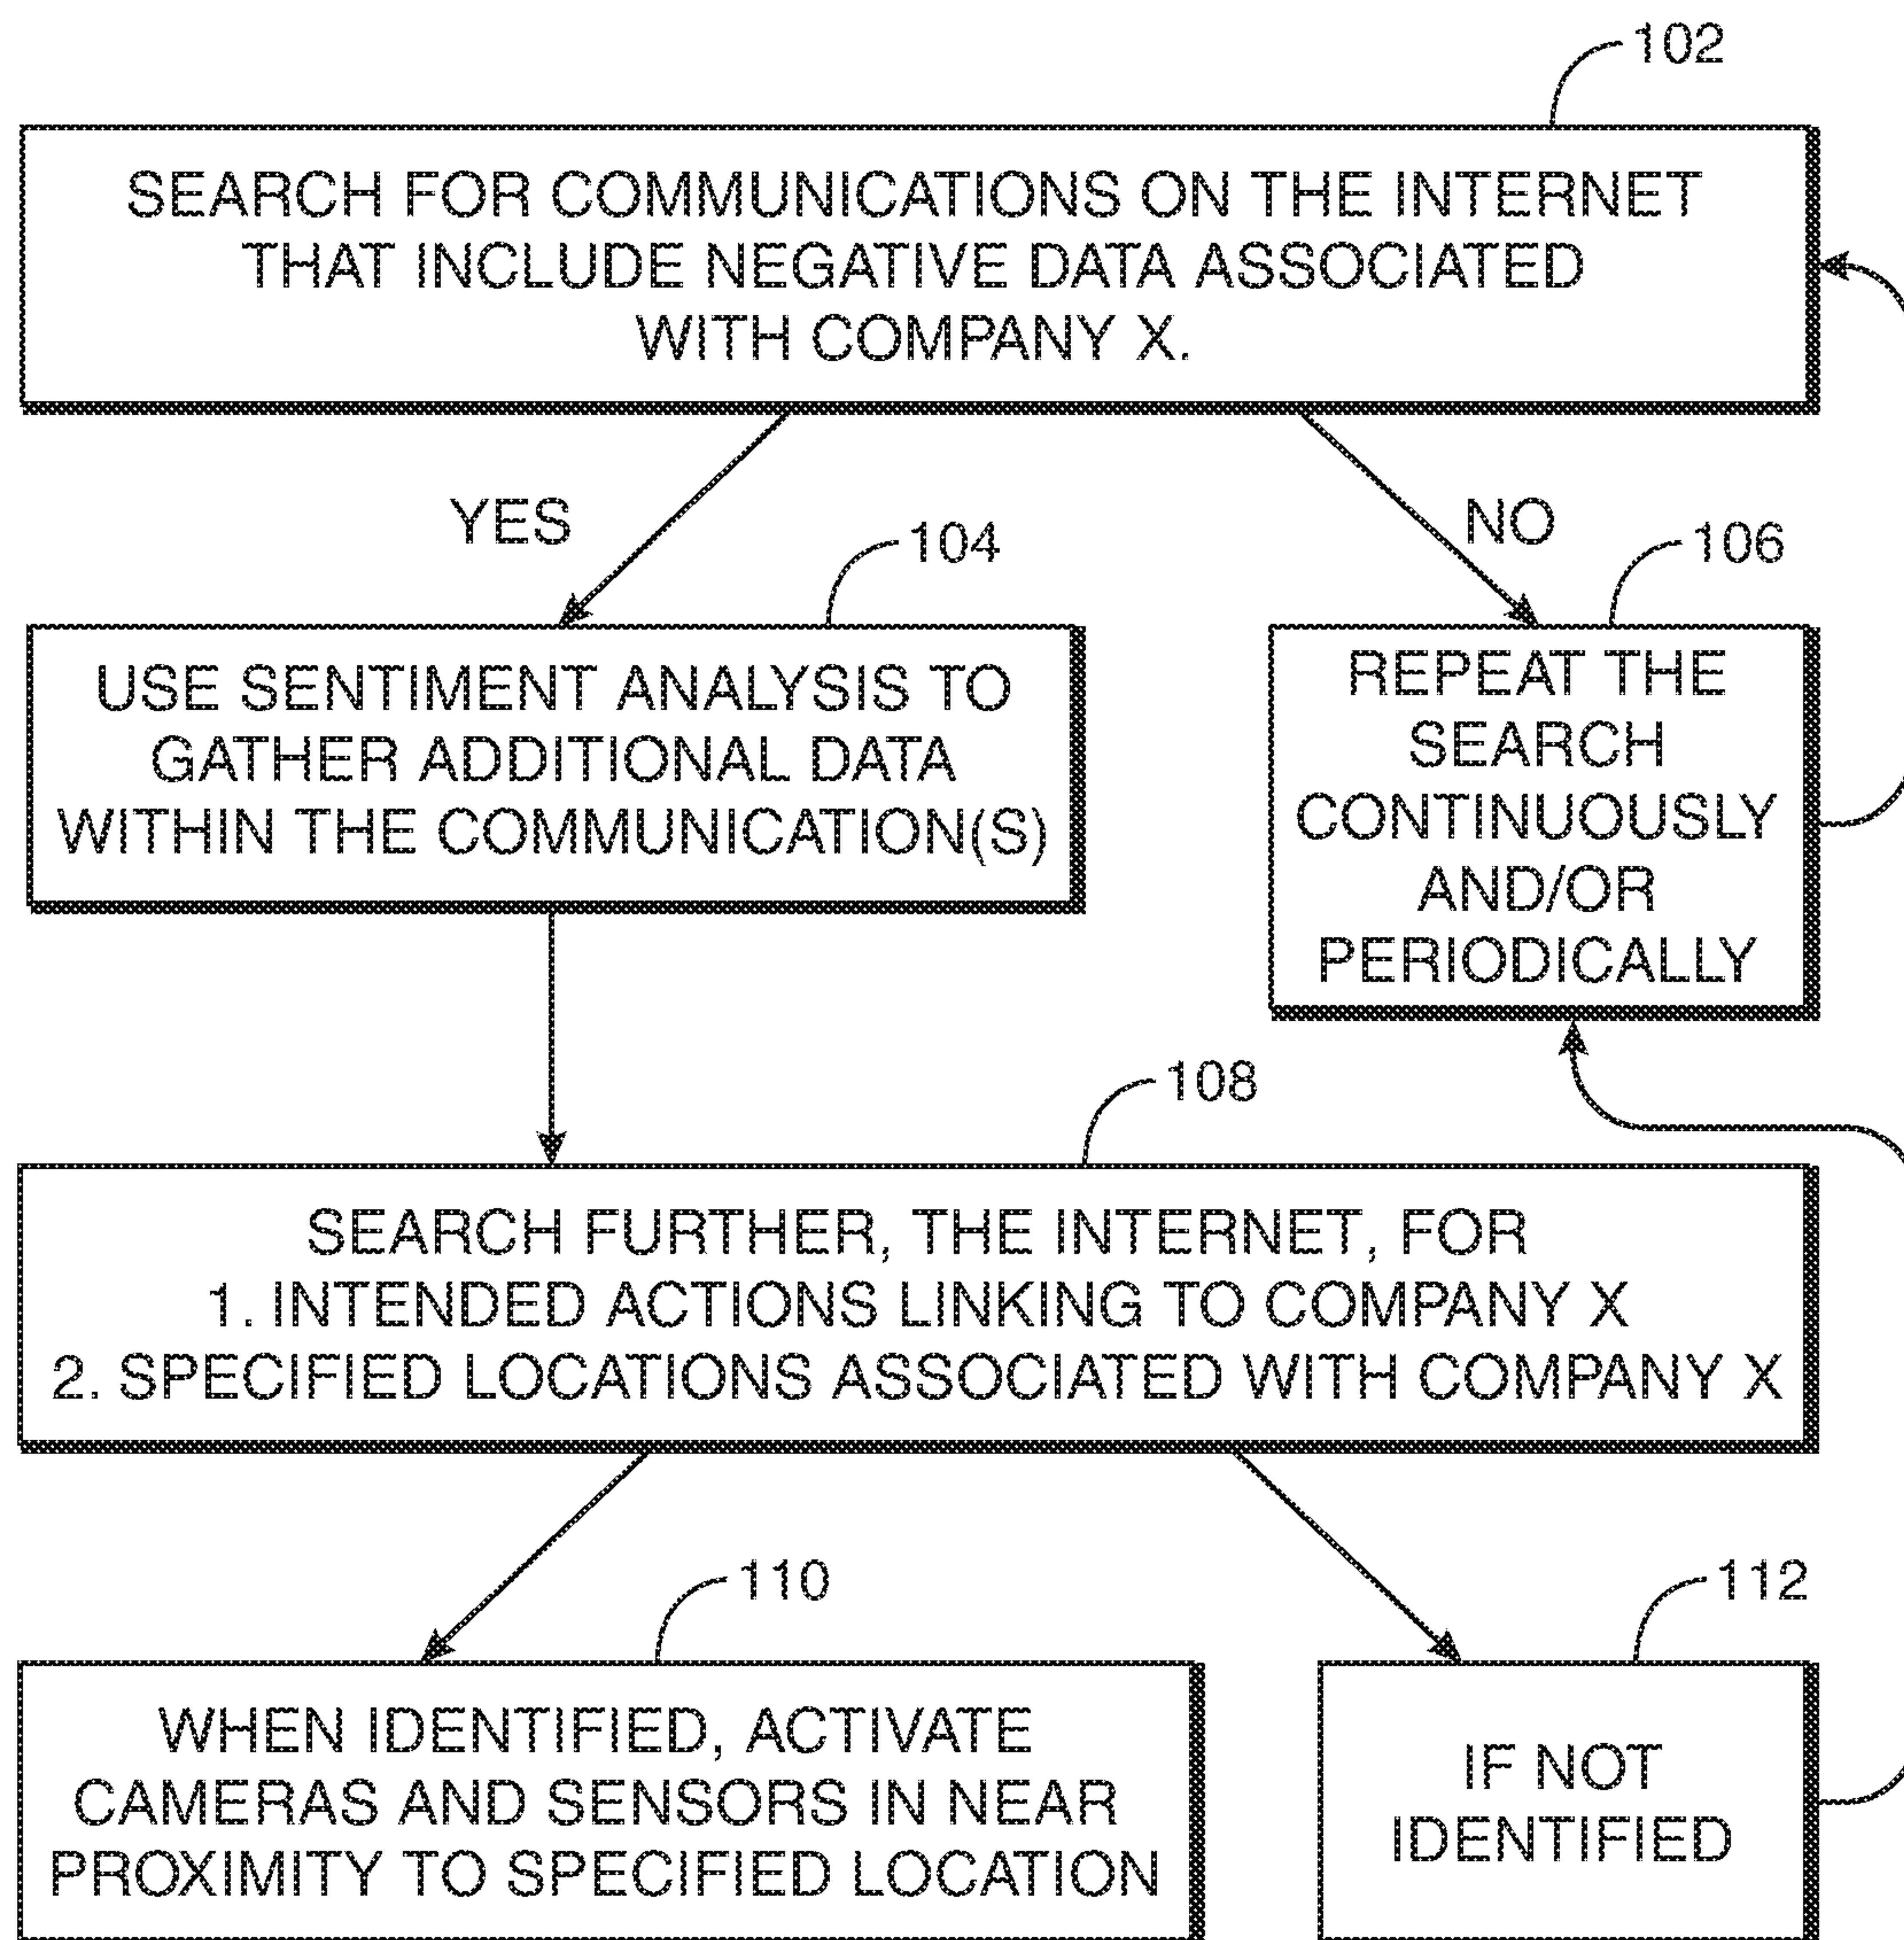 102
SEARCH FOR COMMUNICATIONS ON THE INTERNET
THAT INCLUDE NEGATIVE DATA ASSOCIATED
WITH COMPANY X.
YES
NO
104
106
USE SENTIMENT ANALYSIS TO
GATHER ADDITIONAL DATA
WITHIN THE COMMUNICATION(S)
REPEAT THE
SEARCH
CONTINUOUSLY
AND/OR
PERIODICALLY
108
SEARCH FURTHER, THE INTERNET, FOR
1. INTENDED ACTIONS LINKING TO COMPANY X
2. SPECIFIED LOCATIONS ASSOCIATED WITH COMPANY X
110
112
WHEN IDENTIFIED, ACTIVATE
CAMERAS AND SENSORS IN NEAR
PROXIMITY TO SPECIFIED LOCATION
IF NOT
IDENTIFIED